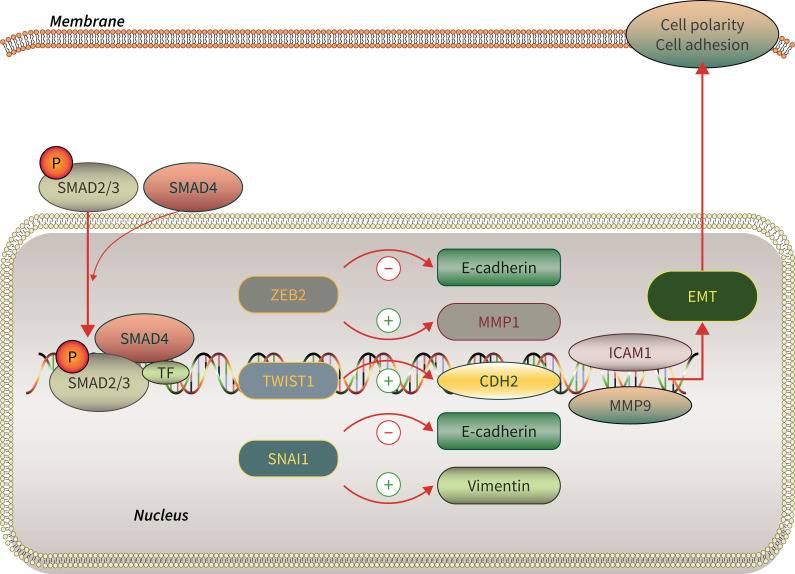 Membrane
Cell polarity
Cell adhesion
P
SMAD2/3
SMAD4
ZEB2
−
E-cadherin
+
MMP1
EMT
SMAD4
P
SMAD2/3
TF
TWIST1
+
CDH2
ICAM1
MMP9
SNAI1
−
E-cadherin
+
Vimentin
Nucleus